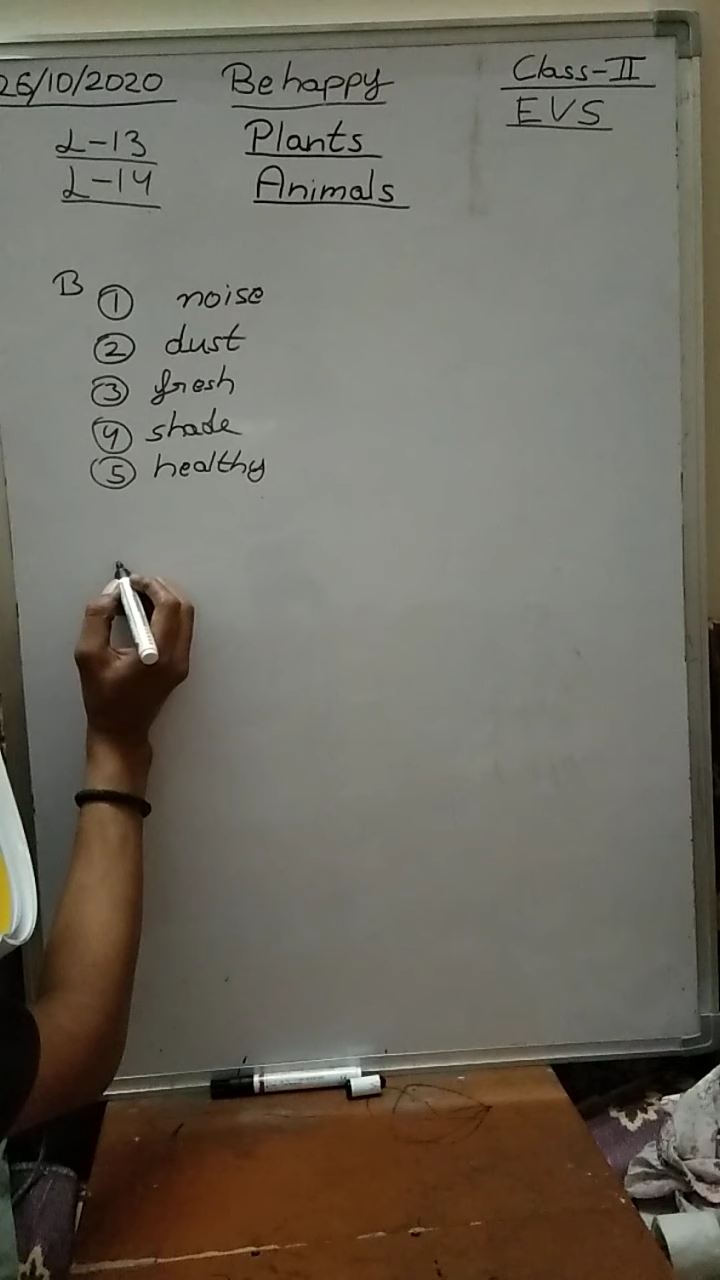 26/10/2020 Be happy Class-II
EVS
L-13 Plants
L-14 Animals
B ① noise
② dust
③ fresh
④ shade
⑤ healthy